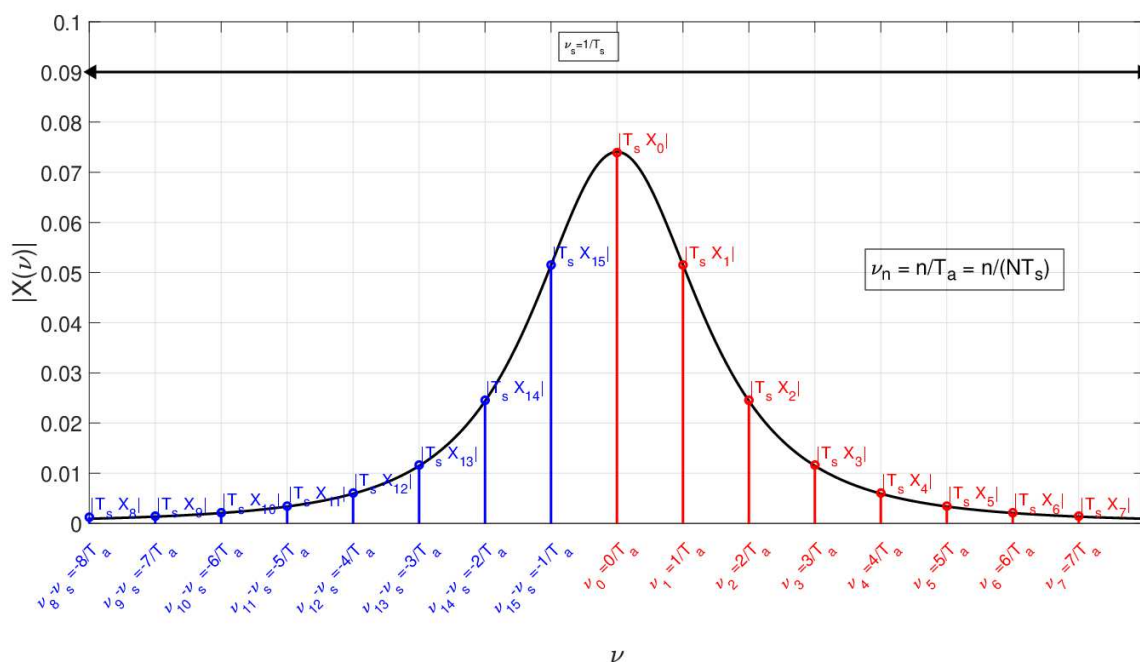 0.1
ν_s=1/T_s
0.09
0.08
|T_s X_0|
0.07
0.06
|X(ν)|
|T_s X_15|
|T_s X_1|
ν_n = n/T_a = n/(NT_s)
0.05
0.04
0.03
|T_s X_14|
|T_s X_2|
0.02
|T_s X_13|
|T_s X_3|
0.01
|T_s X_8|
|T_s X_9|
|T_s X_10|
|T_s X_11|
|T_s X_12|
|T_s X_4|
|T_s X_5|
|T_s X_6|
|T_s X_7|
0
ν_8-ν_s=-8/T_a
ν_9-ν_s=-7/T_a
ν_10-ν_s=-6/T_a
ν_11-ν_s=-5/T_a
ν_12-ν_s=-4/T_a
ν_13-ν_s=-3/T_a
ν_14-ν_s=-2/T_a
ν_15-ν_s=-1/T_a
ν_0=0/T_a
ν_1=1/T_a
ν_2=2/T_a
ν_3=3/T_a
ν_4=4/T_a
ν_5=5/T_a
ν_6=6/T_a
ν_7=7/T_a
ν